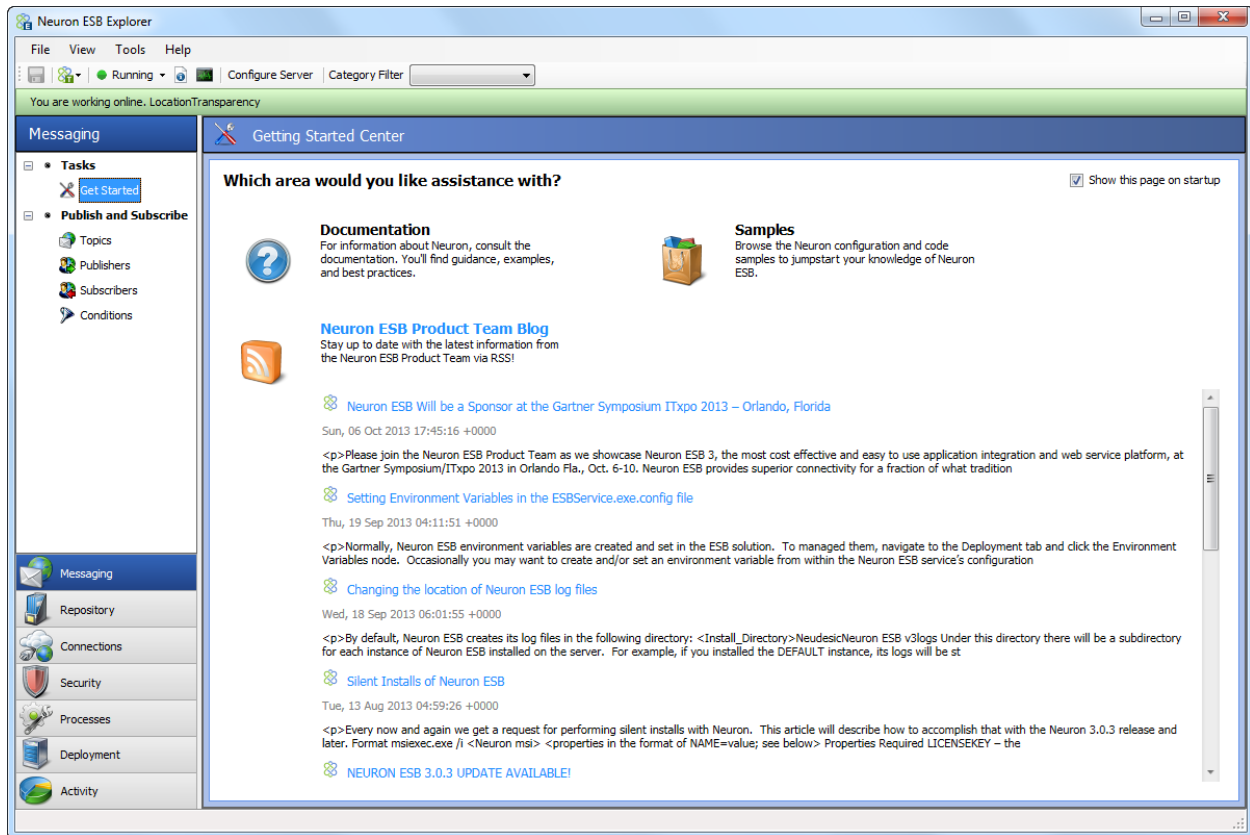 Neuron ESB Explorer
File View Tools Help
Running Configure Server Category Filter
You are working online. LocationTransparency
Messaging
Tasks
Get Started
Publish and Subscribe
Topics
Publishers
Subscribers
Conditions
Messaging
Repository
Connections
Security
Processes
Deployment
Activity
Getting Started Center
Which area would you like assistance with?
Show this page on startup
Documentation
For information about Neuron, consult the
documentation. You'll find guidance, examples,
and best practices.
Samples
Browse the Neuron configuration and code
samples to jumpstart your knowledge of Neuron
ESB.
Neuron ESB Product Team Blog
Stay up to date with the latest information from
the Neuron ESB Product Team via RSS!
Neuron ESB Will be a Sponsor at the Gartner Symposium ITxpo 2013 – Orlando, Florida
Sun, 06 Oct 2013 17:45:16 +0000
<p>Please join the Neuron ESB Product Team as we showcase Neuron ESB 3, the most cost effective and easy to use application integration and web service platform, at
the Gartner Symposium/ITxpo 2013 in Orlando Fla., Oct. 6-10. Neuron ESB provides superior connectivity for a fraction of what tradition
Setting Environment Variables in the ESBService.exe.config file
Thu, 19 Sep 2013 04:11:51 +0000
<p>Normally, Neuron ESB environment variables are created and set in the ESB solution. To managed them, navigate to the Deployment tab and click the Environment
Variables node. Occasionally you may want to create and/or set an environment variable from within the Neuron ESB service's configuration
Changing the location of Neuron ESB log files
Wed, 18 Sep 2013 06:01:55 +0000
<p>By default, Neuron ESB creates its log files in the following directory: <Install_Directory>NeudesicNeuron ESB v3logs Under this directory there will be a subdirectory
for each instance of Neuron ESB installed on the server. For example, if you installed the DEFAULT instance, its logs will be st
Silent Installs of Neuron ESB
Tue, 13 Aug 2013 04:59:26 +0000
<p>Every now and again we get a request for performing silent installs with Neuron. This article will describe how to accomplish that with the Neuron 3.0.3 release and
later. Format msiexec.exe /i <Neuron msi> <properties in the format of NAME=value; see below> Properties Required LICENSEKEY – the
NEURON ESB 3.0.3 UPDATE AVAILABLE!